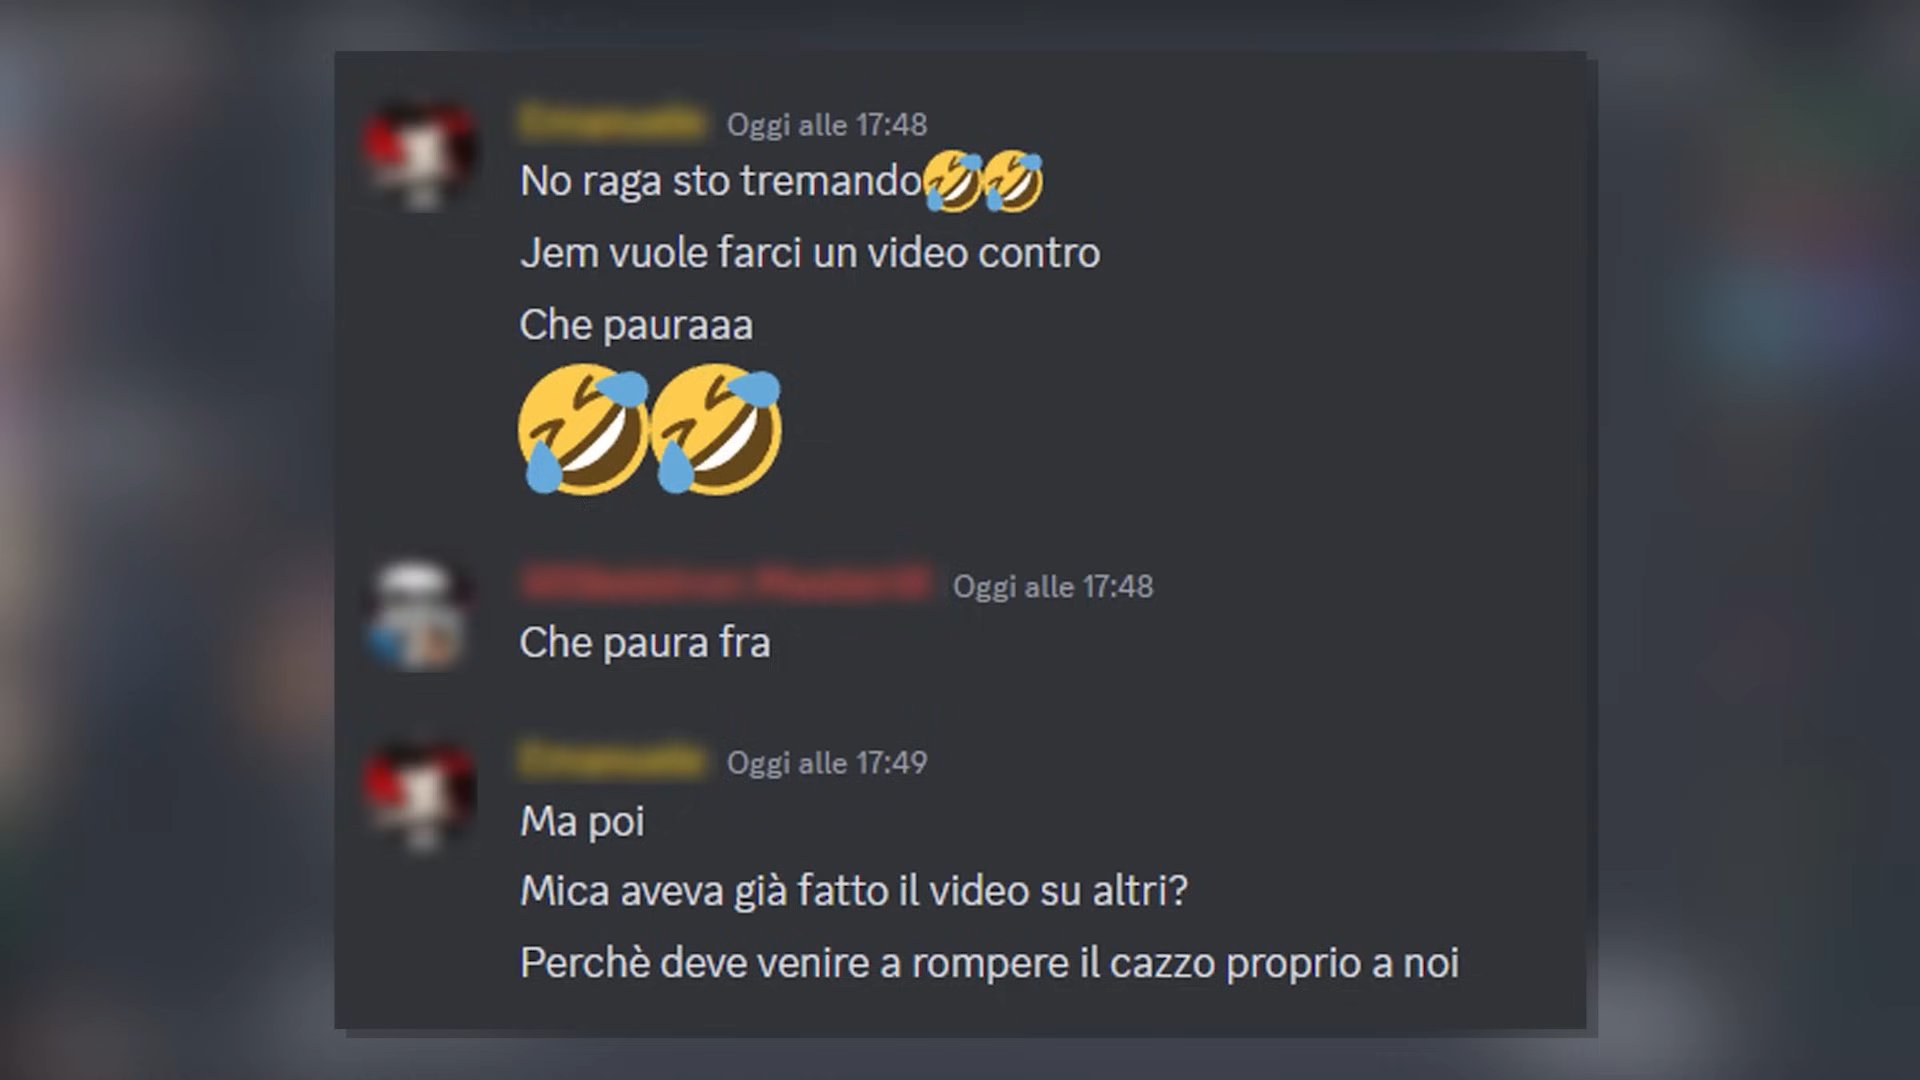 Oggi alle 17:48
No raga sto tremando🤣🤣
Jem vuole farci un video contro
Che pauraaa
🤣🤣
Oggi alle 17:48
Che paura fra
Oggi alle 17:49
Ma poi
Mica aveva già fatto il video su altri?
Perchè deve venire a rompere il cazzo proprio a noi